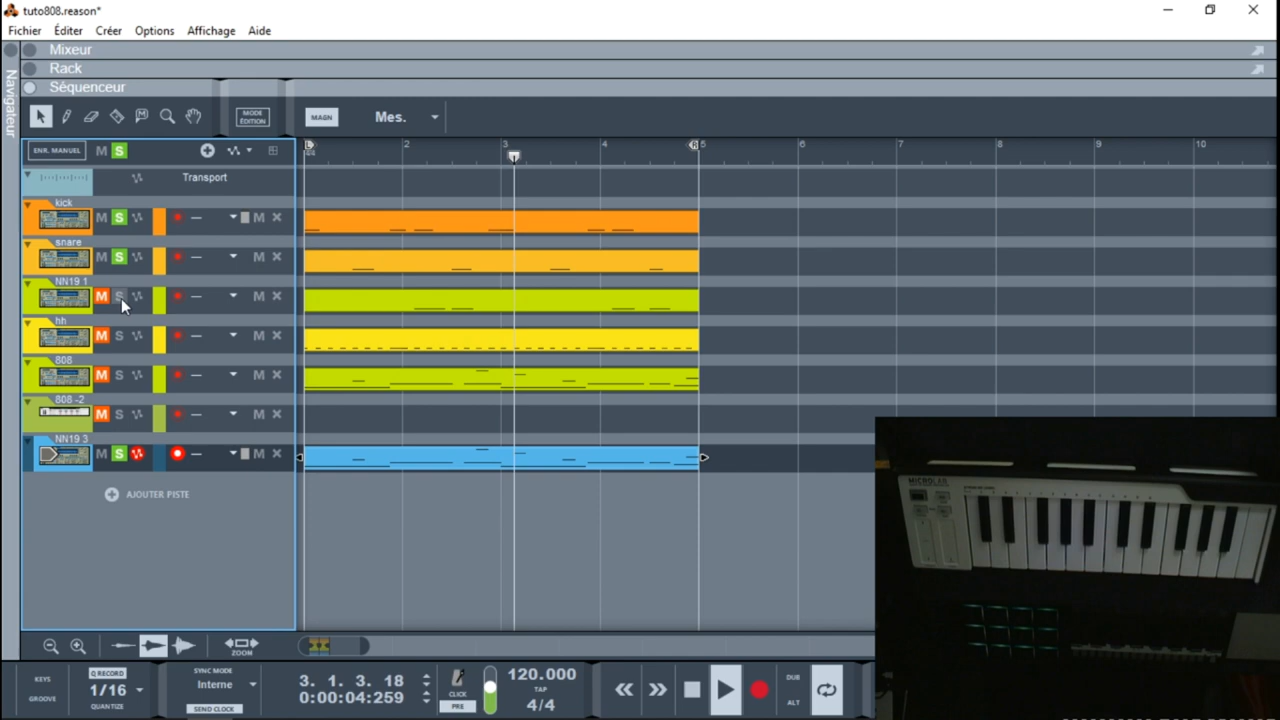 tuto808.reason*
Fichier Éditer Créer Options Affichage Aide
Mixeur
Rack
Séquenceur
Navigateur
MODE ÉDITION
MAGN
Mes.
ENR. MANUEL M S
L 2 3 4 R 5 6 7 8 9 10
Transport
kick
M S M
snare
M S M
NN19 1
M S M
hh
M S M
808
M S M
808 -2
M S M
NN19 3
M S M
AJOUTER PISTE
MICROLAB
ZOOM
KEYS
GROOVE
Q RECORD
1/16
QUANTIZE
SYNC MODE
Interne
SEND CLOCK
3. 1. 3. 18
0:00:04:259
CLICK
PRE
120.000
TAP
4/4
DUB
ALT